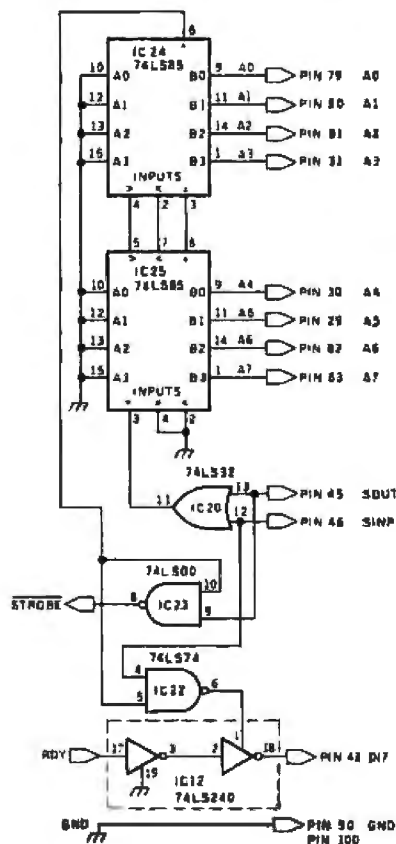 6
IC24
74LS85
10 A0 B0 9 A0 PIN 79 A0
12 A1 B1 11 A1 PIN 80 A1
13 A2 B2 14 A2 PIN 81 A2
15 A3 B3 1 A3 PIN 31 A3
INPUTS
> < =
4 2 3
5 7 6
> < =
IC25
74LS85
10 A0 B0 9 A4 PIN 30 A4
12 A1 B1 11 A5 PIN 29 A5
13 A2 B2 14 A6 PIN 82 A6
15 A3 B3 1 A7 PIN 83 A7
INPUTS
3 4 2
74LS32
11 IC20 13 PIN 45 SOUT
12 PIN 46 SINP
74LS00
STROBE 8 IC23 10
9
74LS74
4
5 IC22 6
1
RDY 17 3 2 18 PIN 43 DI7
19
IC12
74LS240
GND PIN 50 GND
PIN 100